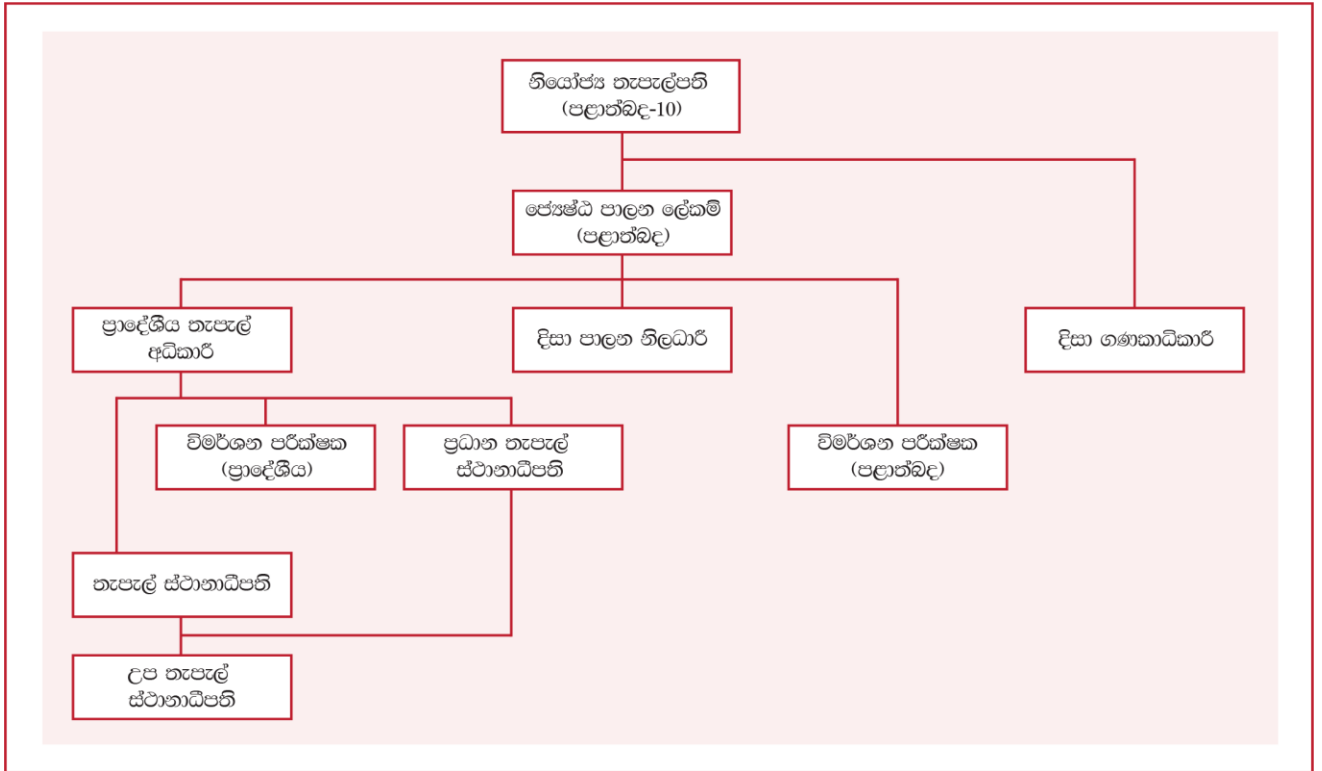 නියෝජ්‍ය තැපැල්පති
(පළාත්බද-10)
ජ්‍යෙෂ්ඨ පාලන ලේකම්
(පළාත්බද)
ප්‍රාදේශීය තැපැල්
අධිකාරී
දිසා පාලන නිලධාරී
දිසා ගණකාධිකාරී
විමර්ශන පරීක්ෂක
(ප්‍රාදේශීය)
ප්‍රධාන තැපැල්
ස්ථානාධිපති
විමර්ශන පරීක්ෂක
(පළාත්බද)
තැපැල් ස්ථානාධිපති
උප තැපැල්
ස්ථානාධිපති